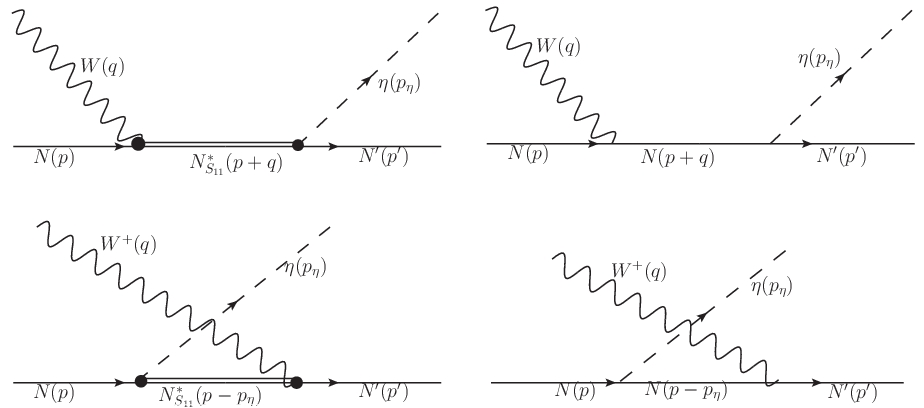 W(q)
η(p_η)
N(p)
N*_{S11}(p + q)
N′(p′)
W(q)
η(p_η)
N(p)
N(p + q)
N′(p′)
W⁺(q)
η(p_η)
N(p)
N*_{S11}(p − p_η)
N′(p′)
W⁺(q)
η(p_η)
N(p)
N(p − p_η)
N′(p′)